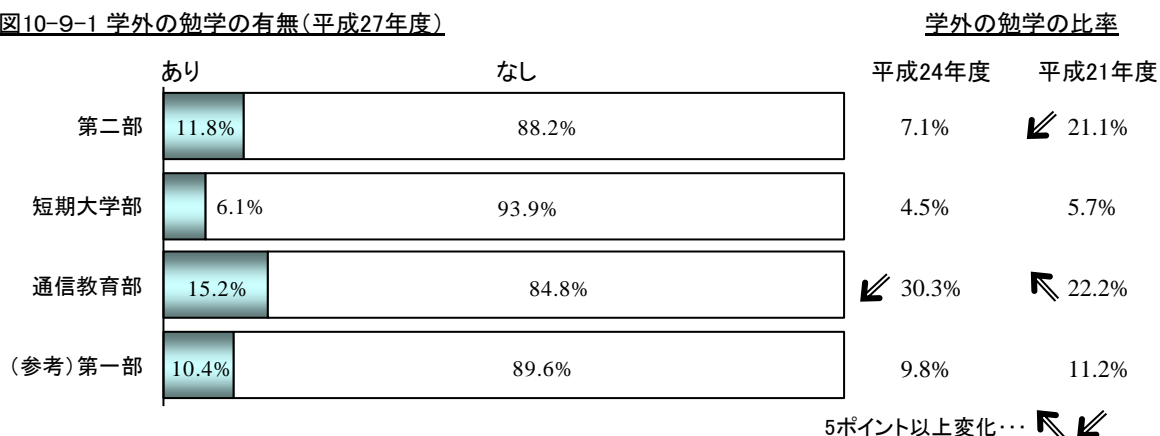 図10-9-1 学外の勉学の有無(平成27年度) 学外の勉学の比率
あり なし 平成24年度 平成21年度
第二部 11.8% 88.2% 7.1% 21.1%
短期大学部 6.1% 93.9% 4.5% 5.7%
通信教育部 15.2% 84.8% 30.3% 22.2%
(参考)第一部 10.4% 89.6% 9.8% 11.2%
5ポイント以上変化･･･